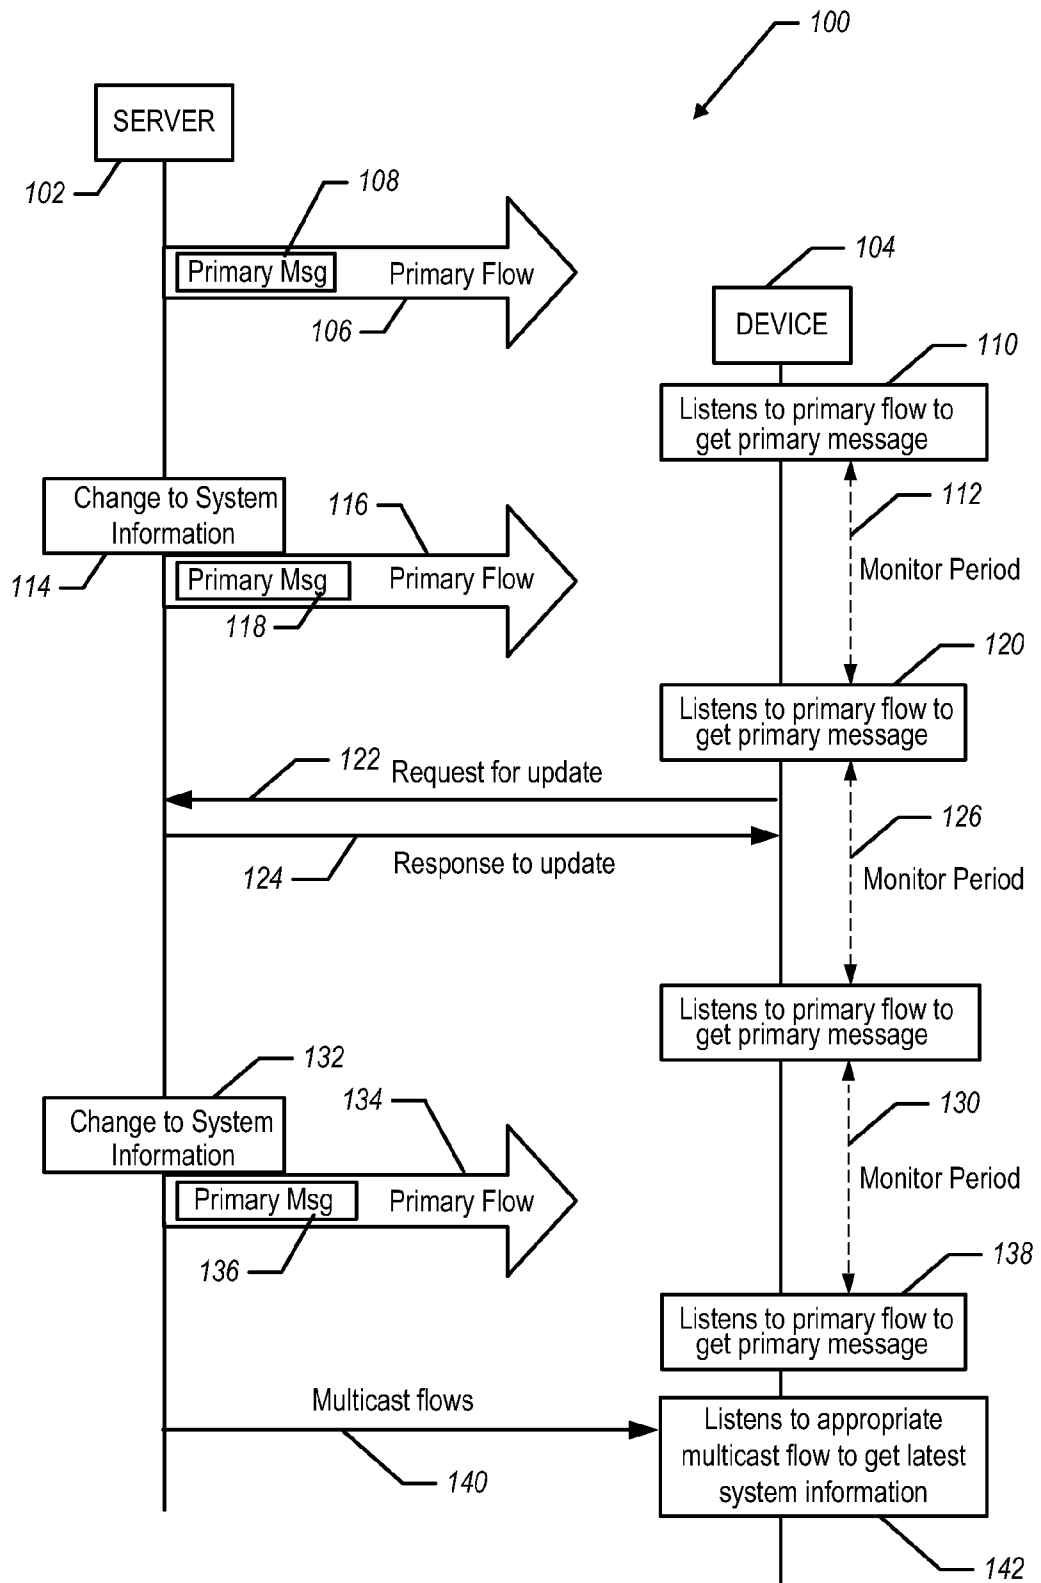 100
SERVER
102
108
Primary Msg
Primary Flow
106
104
DEVICE
110
Listens to primary flow to
get primary message
112
Monitor Period
Change to System
Information
114
116
Primary Msg
Primary Flow
118
120
Listens to primary flow to
get primary message
122
Request for update
124
Response to update
126
Monitor Period
Listens to primary flow to
get primary message
132
Change to System
Information
134
Primary Msg
Primary Flow
136
130
Monitor Period
138
Listens to primary flow to
get primary message
Multicast flows
140
Listens to appropriate
multicast flow to get latest
system information
142